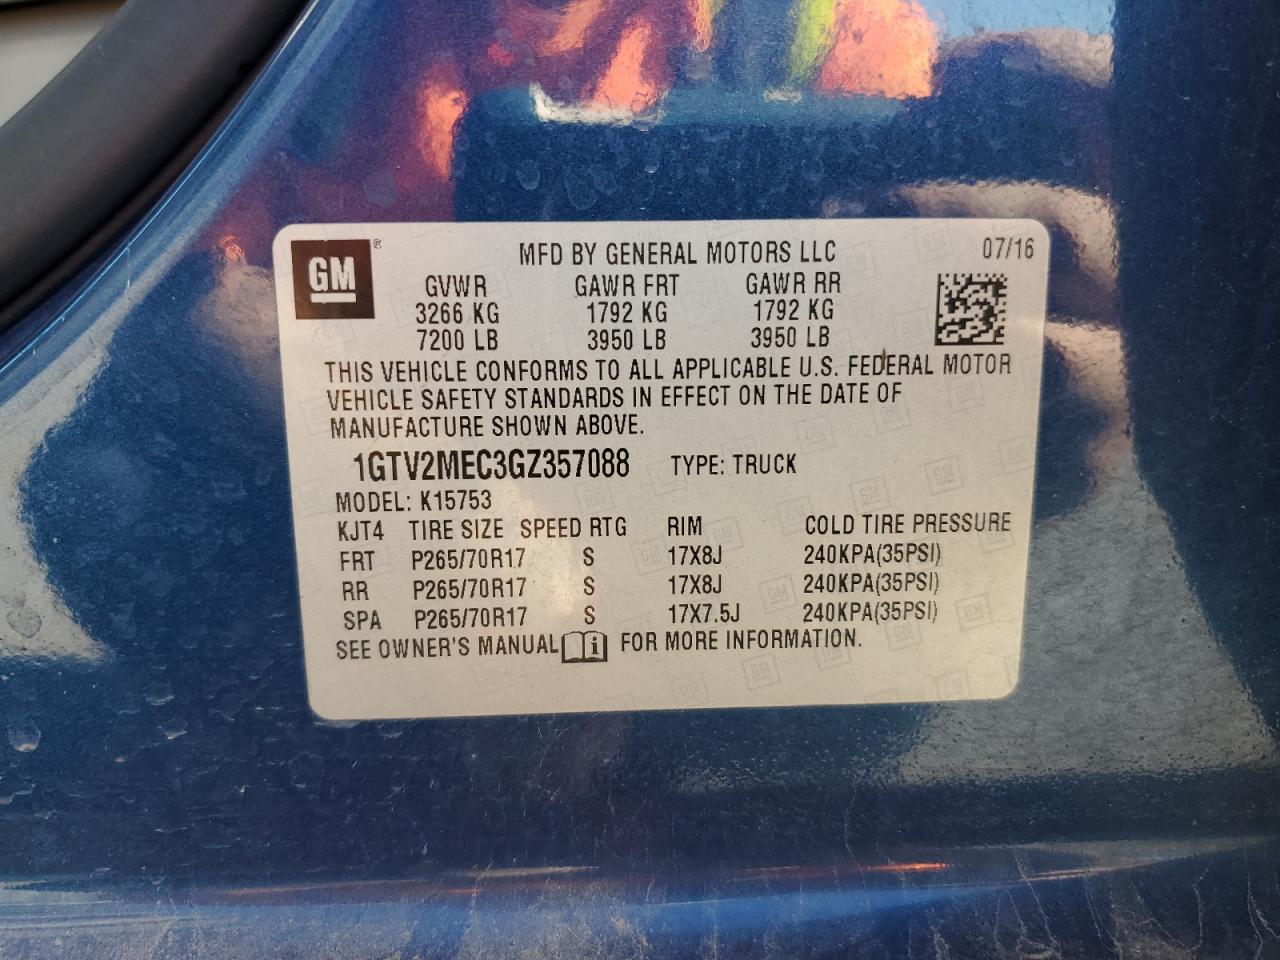 GM ® MFD BY GENERAL MOTORS LLC 07/16
GVWR GAWR FRT GAWR RR
3266 KG 1792 KG 1792 KG
7200 LB 3950 LB 3950 LB
THIS VEHICLE CONFORMS TO ALL APPLICABLE U.S. FEDERAL MOTOR
VEHICLE SAFETY STANDARDS IN EFFECT ON THE DATE OF
MANUFACTURE SHOWN ABOVE.
1GTV2MEC3GZ357088 TYPE: TRUCK
MODEL: K15753
KJT4 TIRE SIZE SPEED RTG RIM COLD TIRE PRESSURE
FRT P265/70R17 S 17X8J 240KPA(35PSI)
RR P265/70R17 S 17X8J 240KPA(35PSI)
SPA P265/70R17 S 17X7.5J 240KPA(35PSI)
SEE OWNER'S MANUAL i FOR MORE INFORMATION.